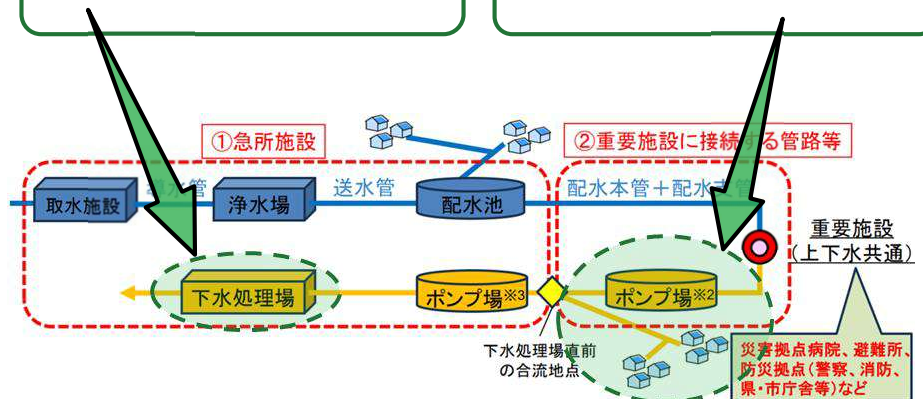 ①急所施設
②重要施設に接続する管路等
導水管
送水管
配水本管＋配水支管
取水施設
浄水場
配水池
重要施設
(上下水共通)
下水処理場
ポンプ場※3
ポンプ場※2
下水処理場直前
の合流地点
災害拠点病院、避難所、
防災拠点(警察、消防、
県・市庁舎等)など